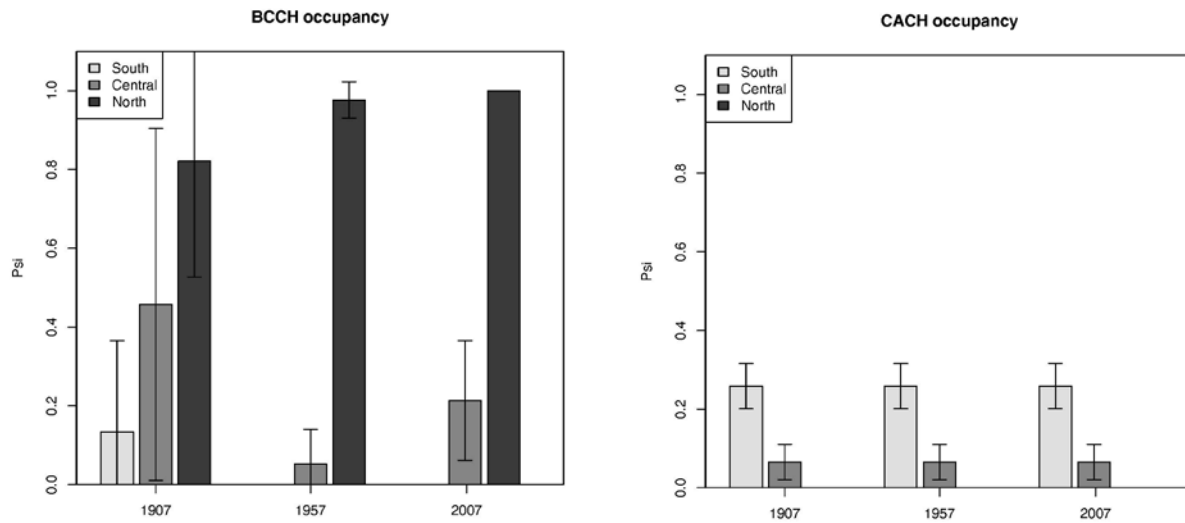 BCCH occupancy
South
Central
North
Psi
1.0
0.8
0.6
0.4
0.2
0.0
1907 1957 2007
CACH occupancy
South
Central
North
Psi
1.0
0.8
0.6
0.4
0.2
0.0
1907 1957 2007